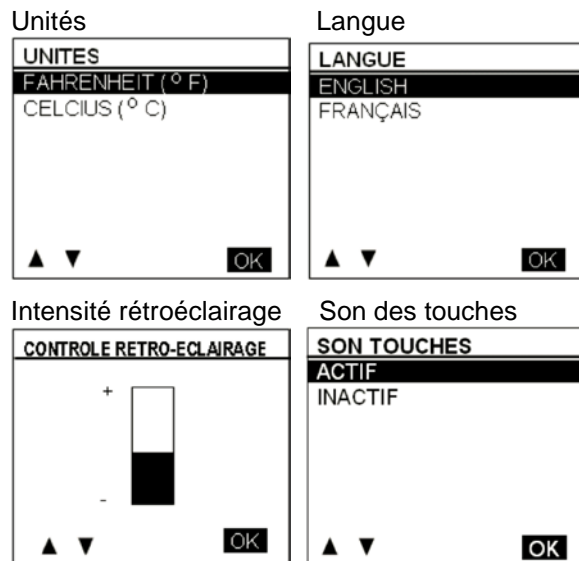 Unités
UNITES
FAHRENHEIT (° F)
CELCIUS (° C)
▲ ▼ OK
Langue
LANGUE
ENGLISH
FRANÇAIS
▲ ▼ OK
Intensité rétroéclairage
CONTROLE RETRO-ECLAIRAGE
+
-
▲ ▼ OK
Son des touches
SON TOUCHES
ACTIF
INACTIF
▲ ▼ OK